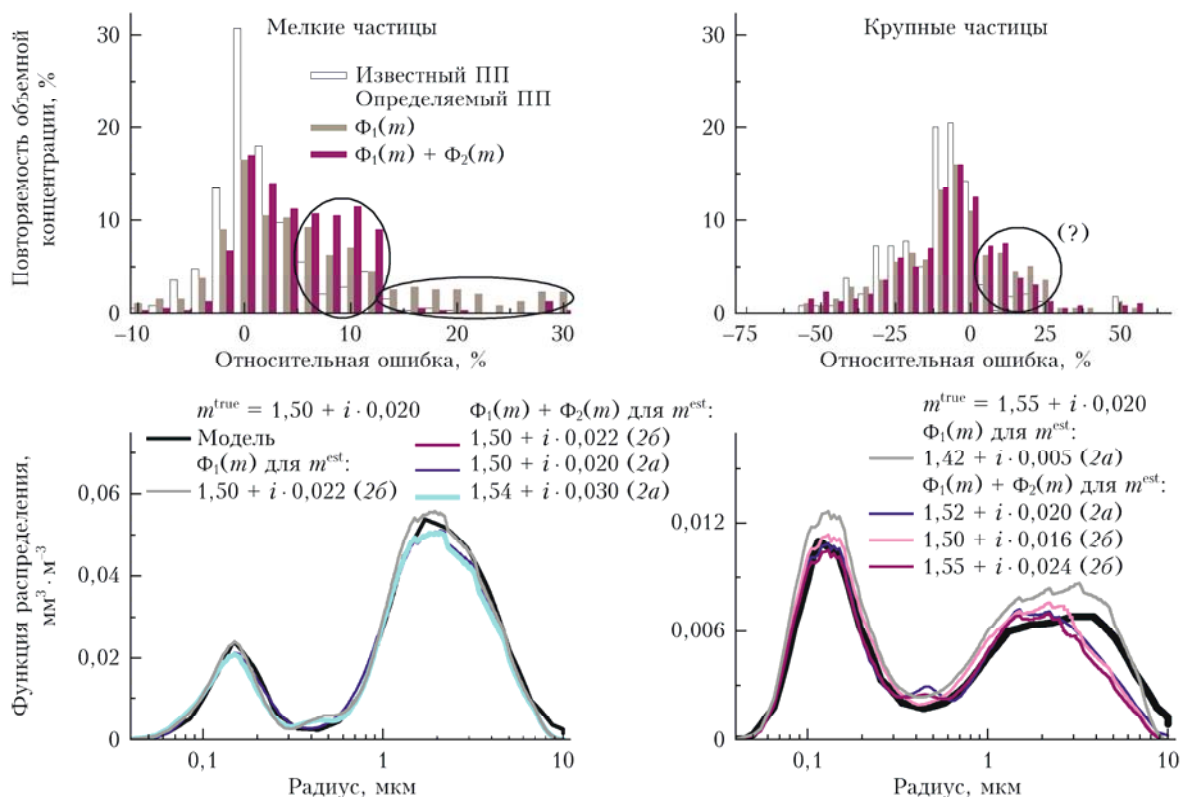 Повторяемость объемной
концентрации, %
30
20
10
0
Мелкие частицы
Известный ПП
Определяемый ПП
Φ₁(m)
Φ₁(m) + Φ₂(m)
−10
0
10
20
30
Относительная ошибка, %
30
20
10
0
Крупные частицы
(?)
−75
−50
−25
0
25
50
Относительная ошибка, %
Функция распределения,
мм³ · м⁻³
mᵗʳᵘᵉ = 1,50 + i · 0,020
Модель
Φ₁(m) для mᵉˢᵗ:
1,50 + i · 0,022 (2б)
Φ₁(m) + Φ₂(m) для mᵉˢᵗ:
1,50 + i · 0,022 (2б)
1,50 + i · 0,020 (2а)
1,54 + i · 0,030 (2а)
0,06
0,04
0,02
0
0,1
1
10
Радиус, мкм
mᵗʳᵘᵉ = 1,55 + i · 0,020
Φ₁(m) для mᵉˢᵗ:
1,42 + i · 0,005 (2а)
Φ₁(m) + Φ₂(m) для mᵉˢᵗ:
1,52 + i · 0,020 (2а)
1,50 + i · 0,016 (2б)
1,55 + i · 0,024 (2б)
0,012
0,006
0
0,1
1
10
Радиус, мкм